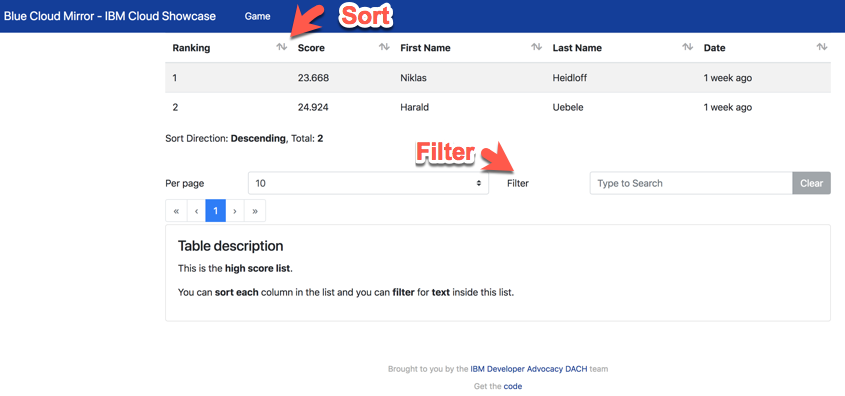 Blue Cloud Mirror - IBM Cloud Showcase Game Sort
Ranking Score First Name Last Name Date
1 23.668 Niklas Heidloff 1 week ago
2 24.924 Harald Uebele 1 week ago
Sort Direction: Descending, Total: 2
Filter
Per page 10 Filter Type to Search Clear
« ‹ 1 › »
Table description
This is the high score list.
You can sort each column in the list and you can filter for text inside this list.
Brought to you by the IBM Developer Advocacy DACH team
Get the code